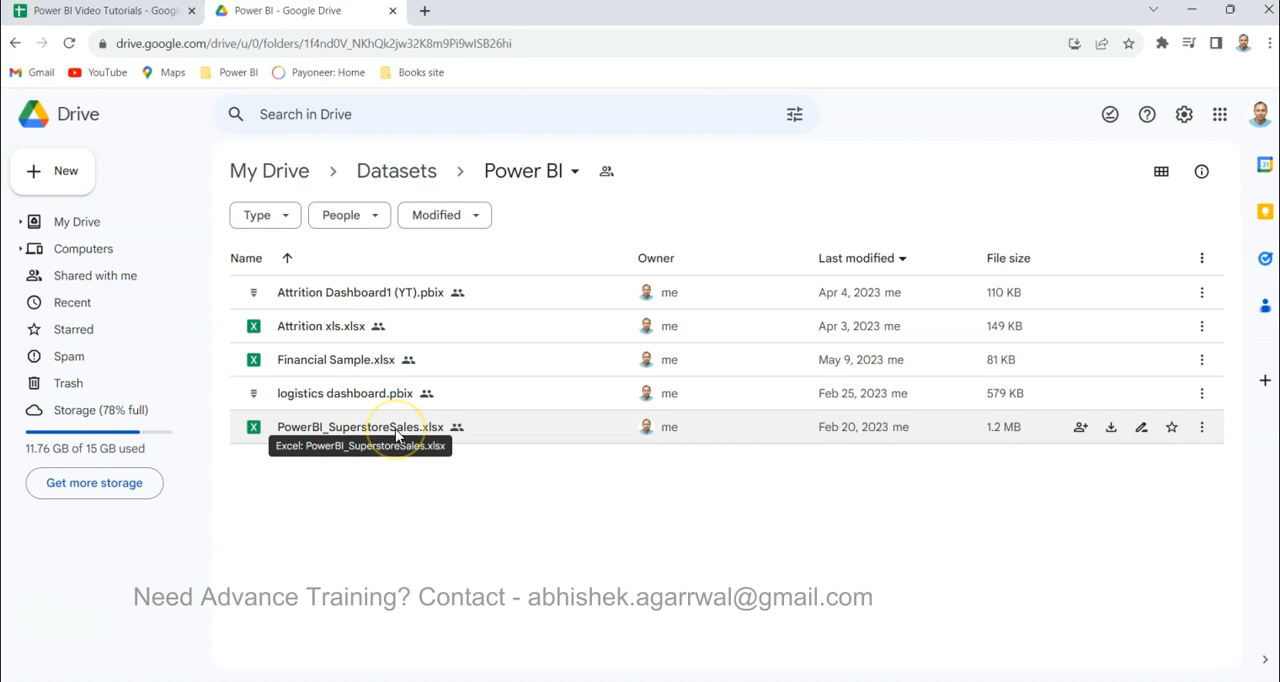 Power BI Video Tutorials - Googl
Power BI - Google Drive
drive.google.com/drive/u/0/folders/1f4nd0V_NKhQk2jw32K8m9Pi9wISB26hi
Gmail YouTube Maps Power BI Payoneer: Home Books site
Drive
Search in Drive
New
My Drive > Datasets > Power BI
Type People Modified
My Drive
Computers
Shared with me
Recent
Starred
Spam
Trash
Storage (78% full)
11.76 GB of 15 GB used
Get more storage
Name Owner Last modified File size
Attrition Dashboard1 (YT).pbix me Apr 4, 2023 me 110 KB
Attrition xls.xlsx me Apr 3, 2023 me 149 KB
Financial Sample.xlsx me May 9, 2023 me 81 KB
logistics dashboard.pbix me Feb 25, 2023 me 579 KB
PowerBI_SuperstoreSales.xlsx me Feb 20, 2023 me 1.2 MB
Excel: PowerBI_SuperstoreSales.xlsx
31
Need Advance Training? Contact - abhishek.agarrwal@gmail.com